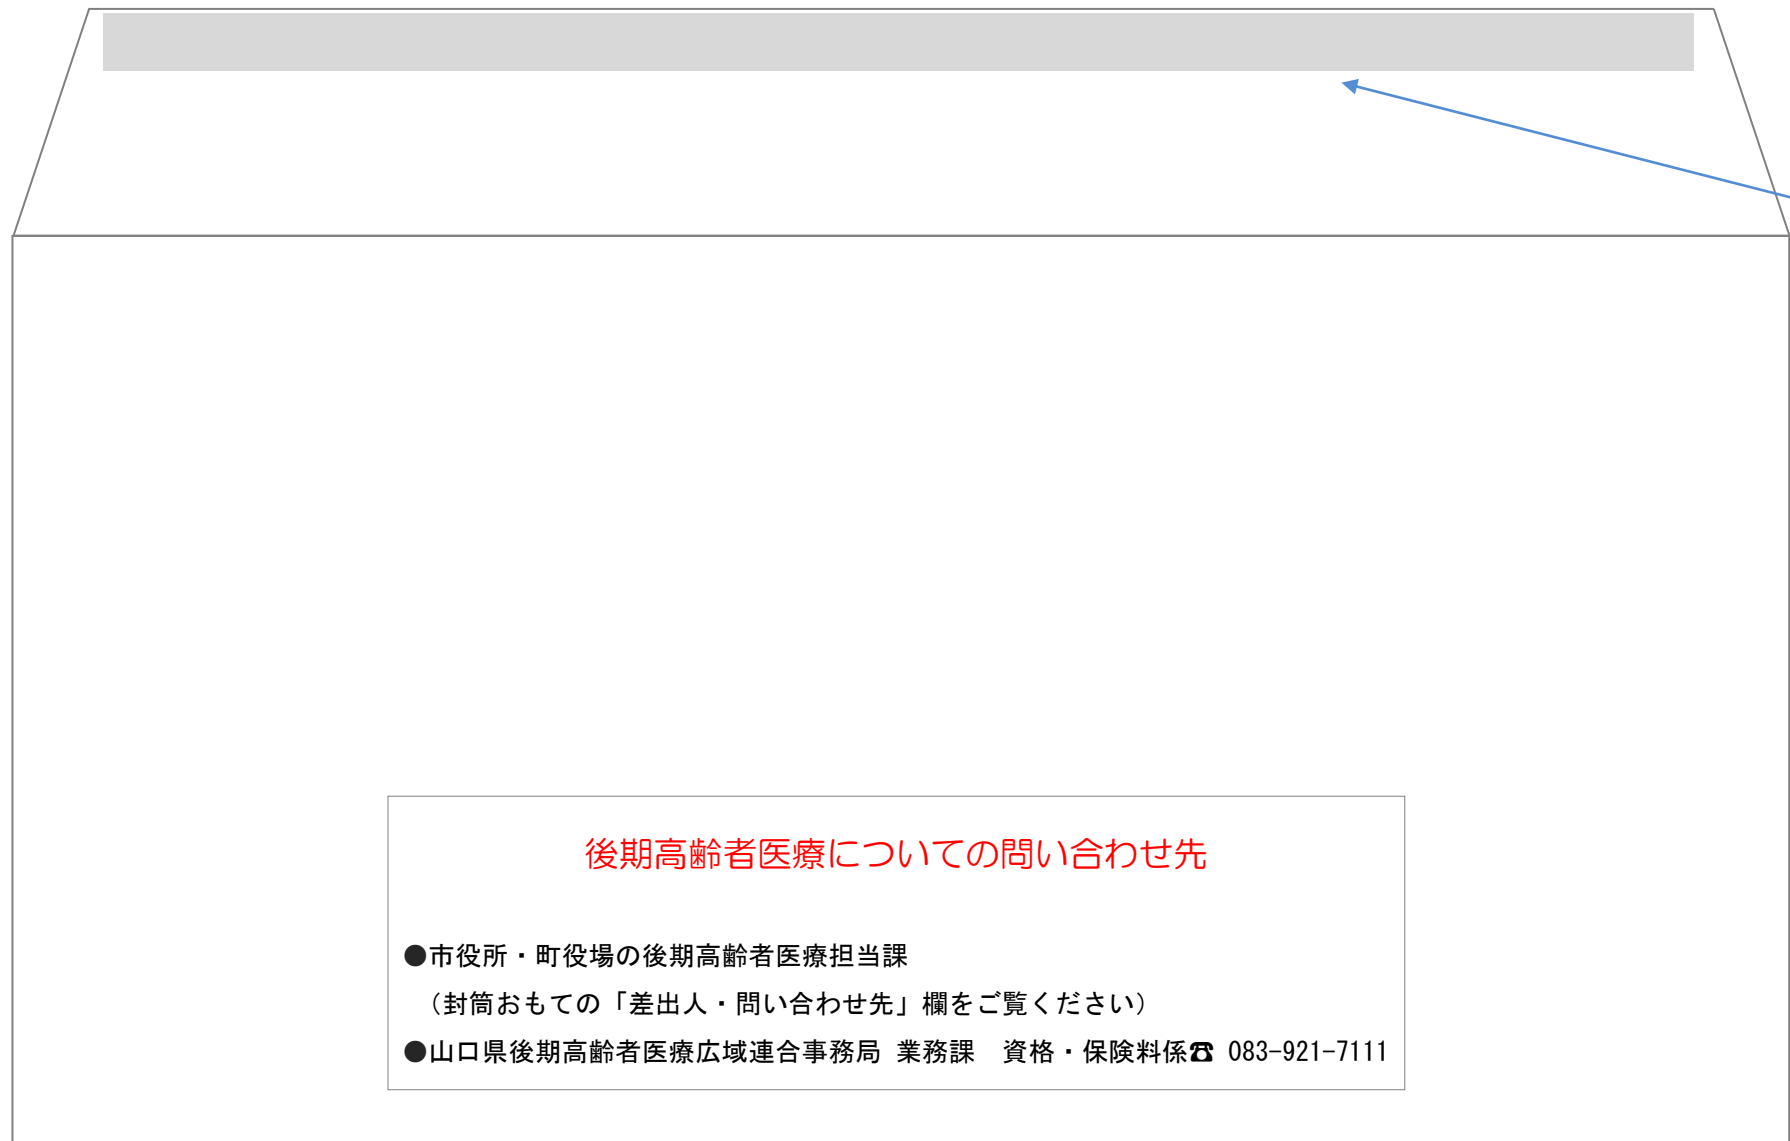 後期高齢者医療についての問い合わせ先
●市役所・町役場の後期高齢者医療担当課
（封筒おもての「差出人・問い合わせ先」欄をご覧ください）
●山口県後期高齢者医療広域連合事務局 業務課　資格・保険料係☎ 083-921-7111